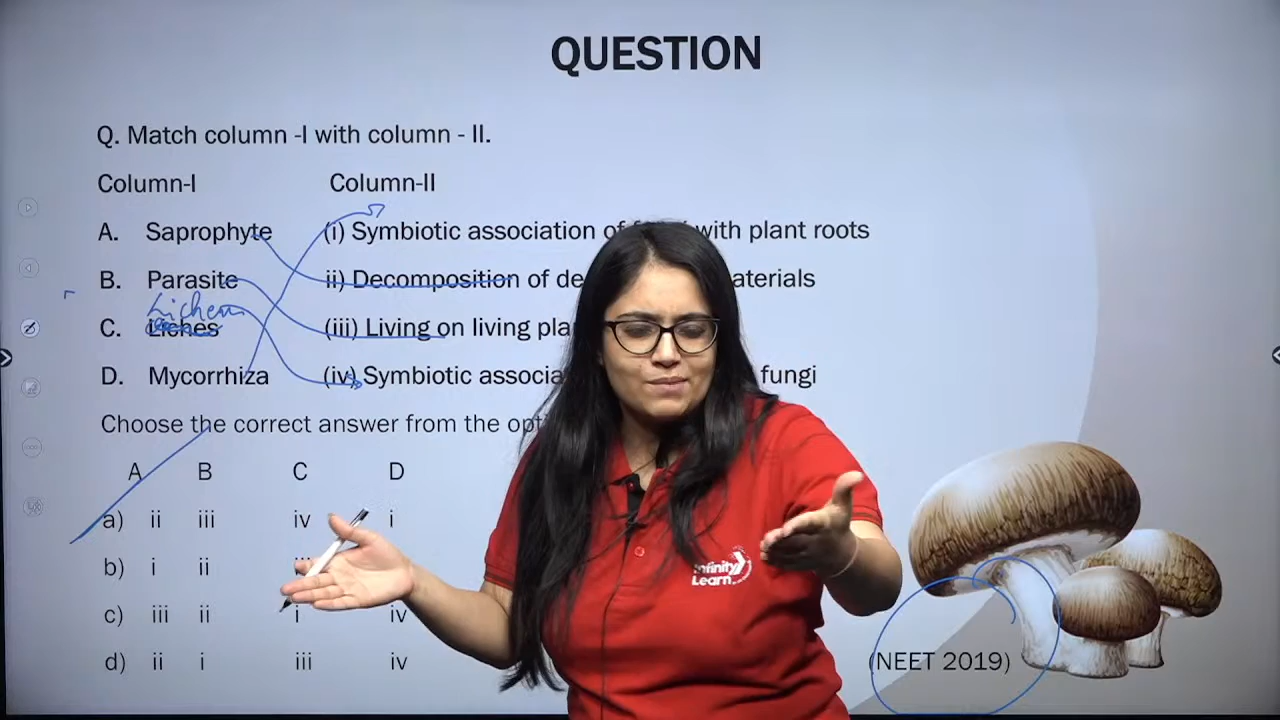 QUESTION
Q. Match column -I with column - II.
Column-I Column-II
A. Saprophyte (i) Symbiotic association of with plant roots
B. Parasite ii) Decomposition of de aterials
Lichen
C. Liches (iii) Living on living pla
D. Mycorrhiza (iv) Symbiotic associa fungi
Choose the correct answer from the opt
A B C D
a) ii iii iv i
b) i ii
c) iii ii i iv
d) ii i iii iv
(NEET 2019)
Infinity
Learn